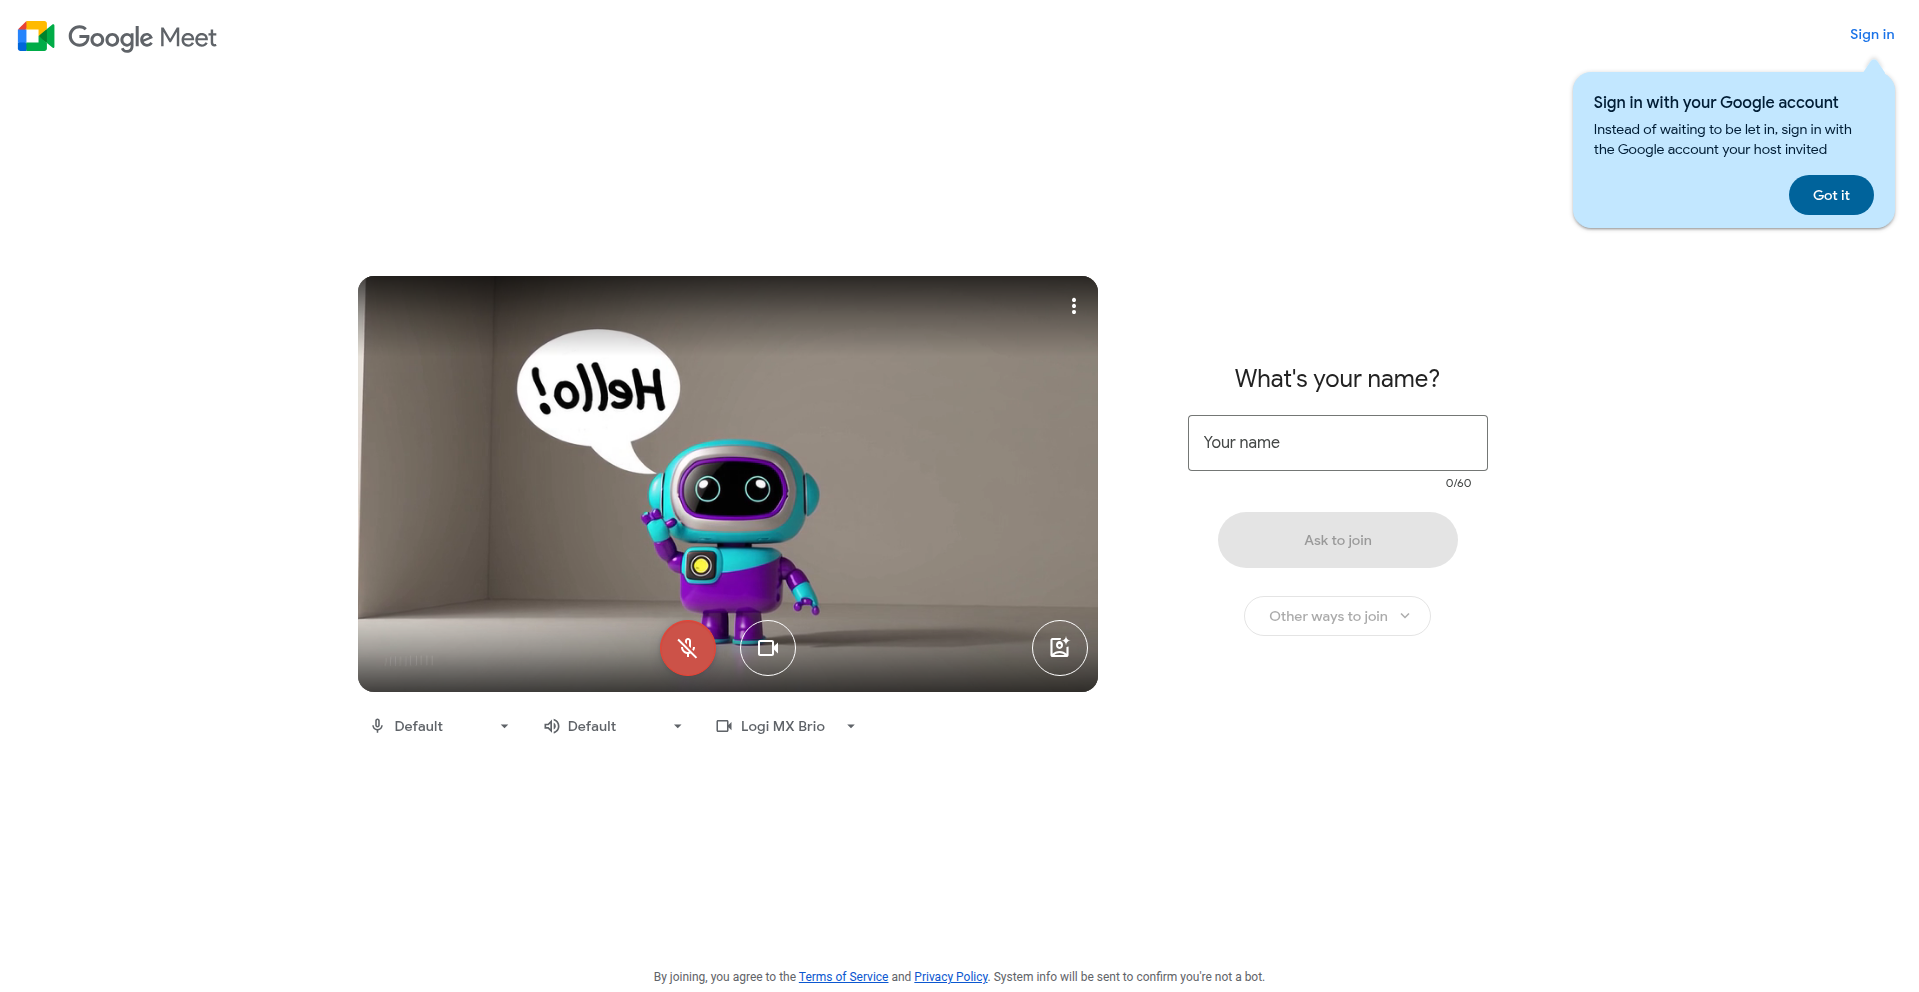 Google Meet
Sign in
Sign in with your Google account
Instead of waiting to be let in, sign in with
the Google account your host invited
Got it
Hello!
What's your name?
Your name
0/60
Ask to join
Other ways to join
Default
Default
Logi MX Brio
By joining, you agree to the Terms of Service and Privacy Policy. System info will be sent to confirm you're not a bot.